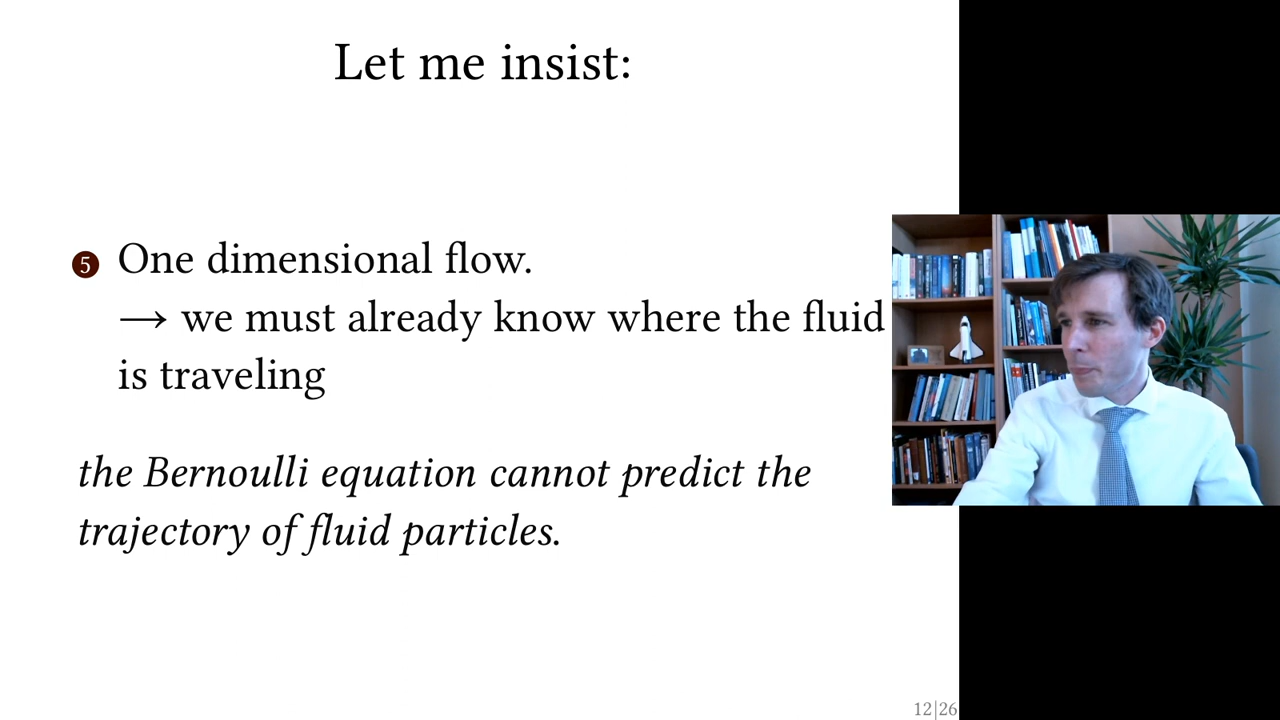 Let me insist:
5 One dimensional flow.
→ we must already know where the fluid
is traveling
the Bernoulli equation cannot predict the
trajectory of fluid particles.
12|26